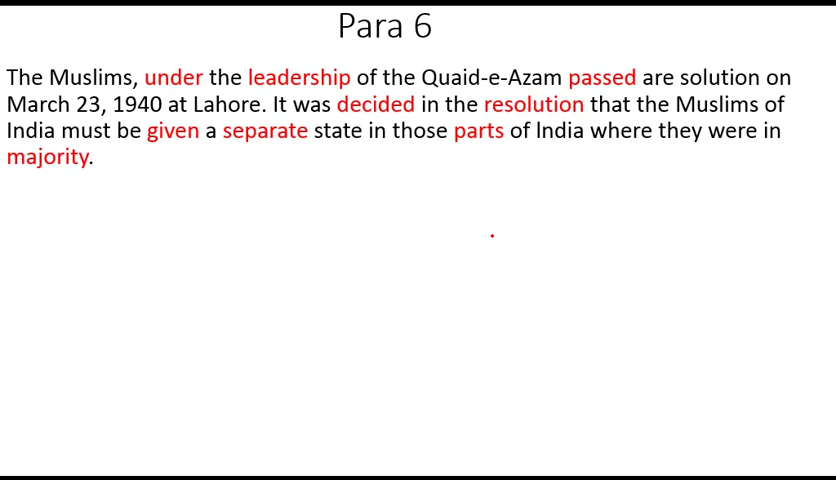 Para 6
The Muslims, under the leadership of the Quaid-e-Azam passed are solution on
March 23, 1940 at Lahore. It was decided in the resolution that the Muslims of
India must be given a separate state in those parts of India where they were in
majority.